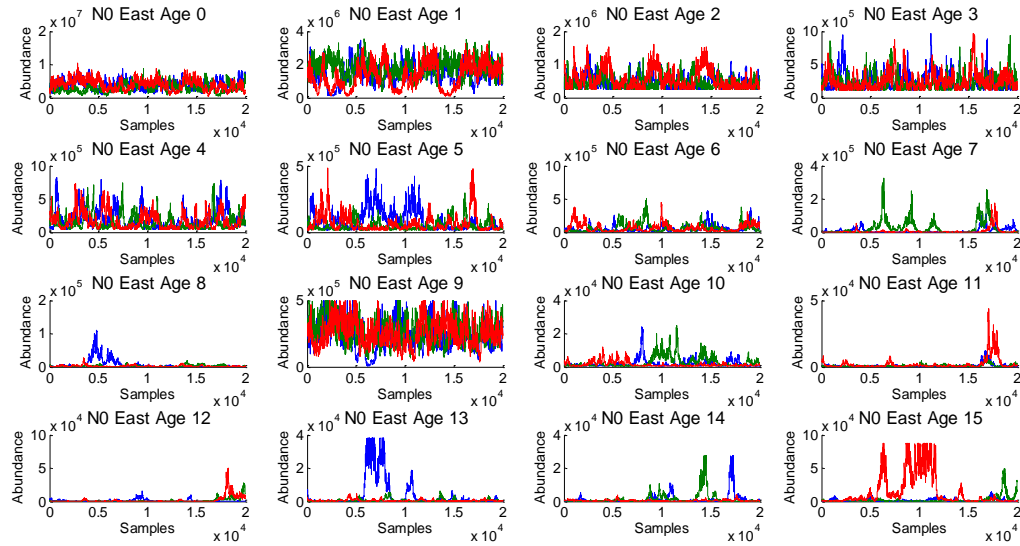 N0 East Age 0
x 10^7
Abundance
2
1
0
0 0.5 1 1.5 2
Samples
x 10^4
N0 East Age 1
x 10^6
Abundance
4
2
0
0 0.5 1 1.5 2
Samples
x 10^4
N0 East Age 2
x 10^6
Abundance
2
1
0
0 0.5 1 1.5 2
Samples
x 10^4
N0 East Age 3
x 10^5
Abundance
10
5
0
0 0.5 1 1.5 2
Samples
x 10^4
N0 East Age 4
x 10^5
Abundance
10
5
0
0 0.5 1 1.5 2
Samples
x 10^4
N0 East Age 5
x 10^5
Abundance
5
0
0 0.5 1 1.5 2
Samples
x 10^4
N0 East Age 6
x 10^5
Abundance
10
5
0
0 0.5 1 1.5 2
Samples
x 10^4
N0 East Age 7
x 10^5
Abundance
4
2
0
0 0.5 1 1.5 2
Samples
x 10^4
N0 East Age 8
x 10^5
Abundance
2
1
0
0 0.5 1 1.5 2
Samples
x 10^4
N0 East Age 9
x 10^5
Abundance
5
0
0 0.5 1 1.5 2
Samples
x 10^4
N0 East Age 10
x 10^4
Abundance
4
2
0
0 0.5 1 1.5 2
Samples
x 10^4
N0 East Age 11
x 10^4
Abundance
5
0
0 0.5 1 1.5 2
Samples
x 10^4
N0 East Age 12
x 10^4
Abundance
10
5
0
0 0.5 1 1.5 2
Samples
x 10^4
N0 East Age 13
x 10^4
Abundance
4
2
0
0 0.5 1 1.5 2
Samples
x 10^4
N0 East Age 14
x 10^4
Abundance
4
2
0
0 0.5 1 1.5 2
Samples
x 10^4
N0 East Age 15
x 10^4
Abundance
10
5
0
0 0.5 1 1.5 2
Samples
x 10^4